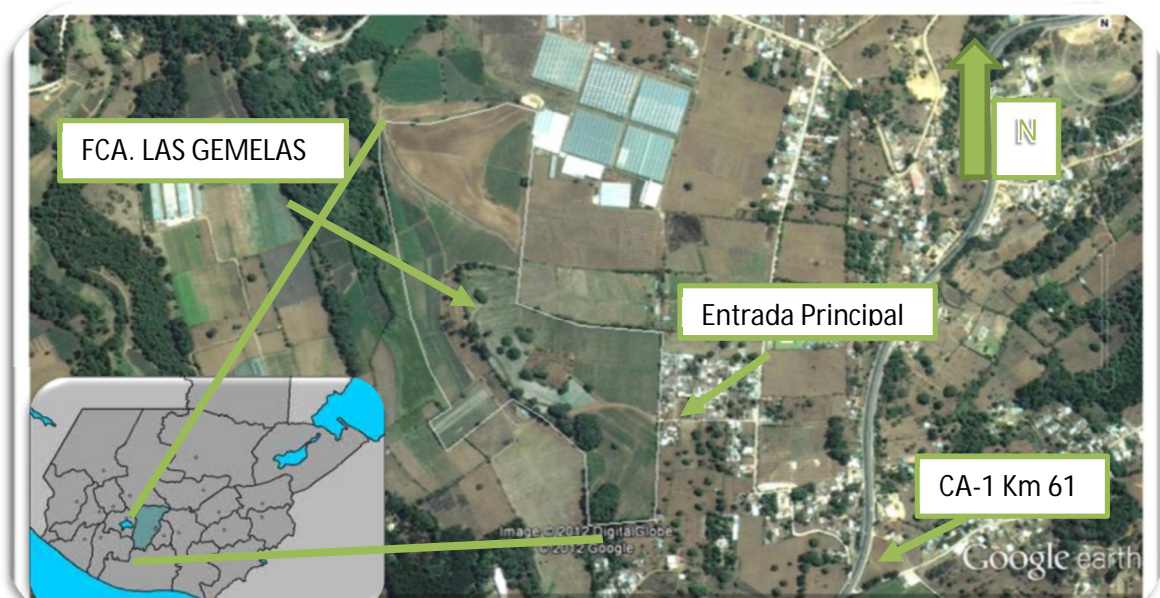 N
FCA. LAS GEMELAS
N
Entrada Principal
CA-1 Km 61
Image © 2012 DigitalGlobe
© 2012 Google
Google earth